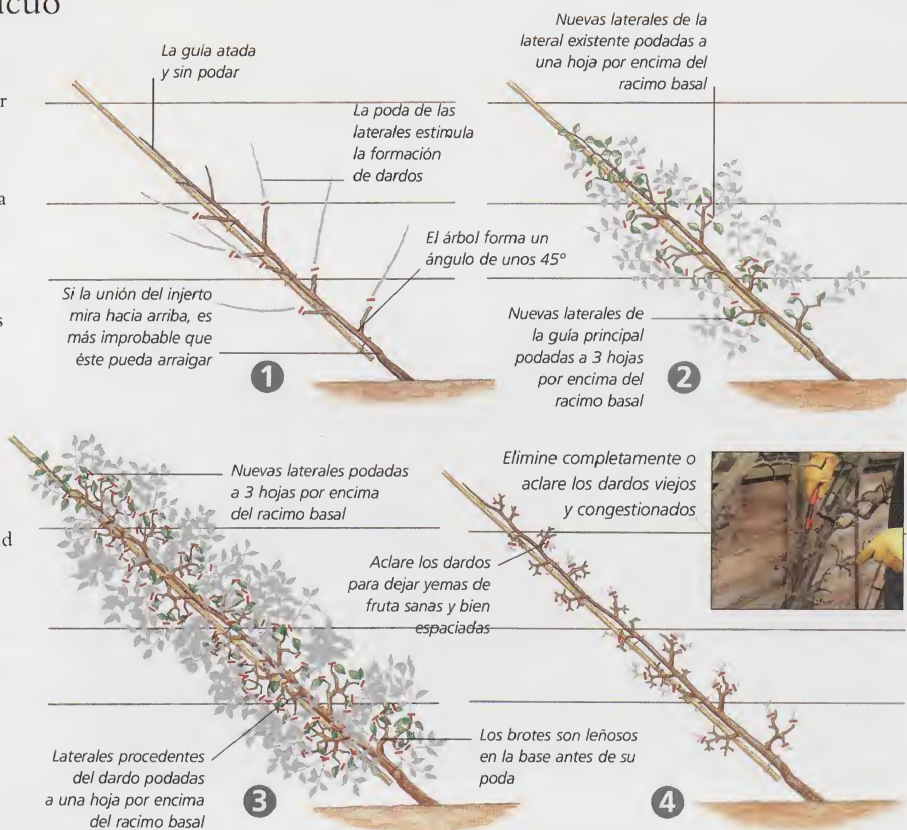 cuo
r
a
s
d
La guía atada
y sin podar
La poda de las
laterales estimula
la formación
de dardos
El árbol forma un
ángulo de unos 45º
Si la unión del injerto
mira hacia arriba, es
más improbable que
éste pueda arraigar
1
Nuevas laterales de la
lateral existente podadas a
una hoja por encima del
racimo basal
Nuevas laterales de
la guía principal
podadas a 3 hojas
por encima del
racimo basal
2
Nuevas laterales podadas
a 3 hojas por encima
del racimo basal
Laterales procedentes
del dardo podadas
a una hoja por encima
del racimo basal
3
Elimine completamente o
aclare los dardos viejos
y congestionados
Aclare los dardos
para dejar yemas de
fruta sanas y bien
espaciadas
Los brotes son leñosos
en la base antes de su
poda
4